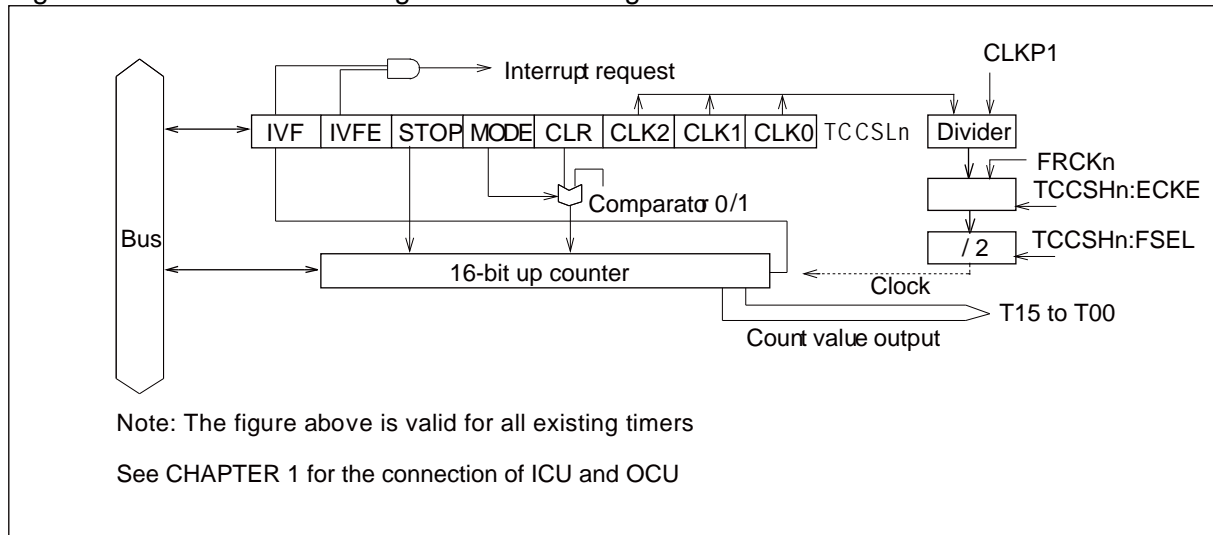 CLKP1
Interrupt request
IVF IVFE STOP MODE CLR CLK2 CLK1 CLK0 TCCSLn Divider
FRCKn
TCCSHn:ECKE
Comparator 0/1
Bus
TCCSHn:FSEL
/ 2
16-bit up counter
Clock
T15 to T00
Count value output
Note: The figure above is valid for all existing timers
See CHAPTER 1 for the connection of ICU and OCU